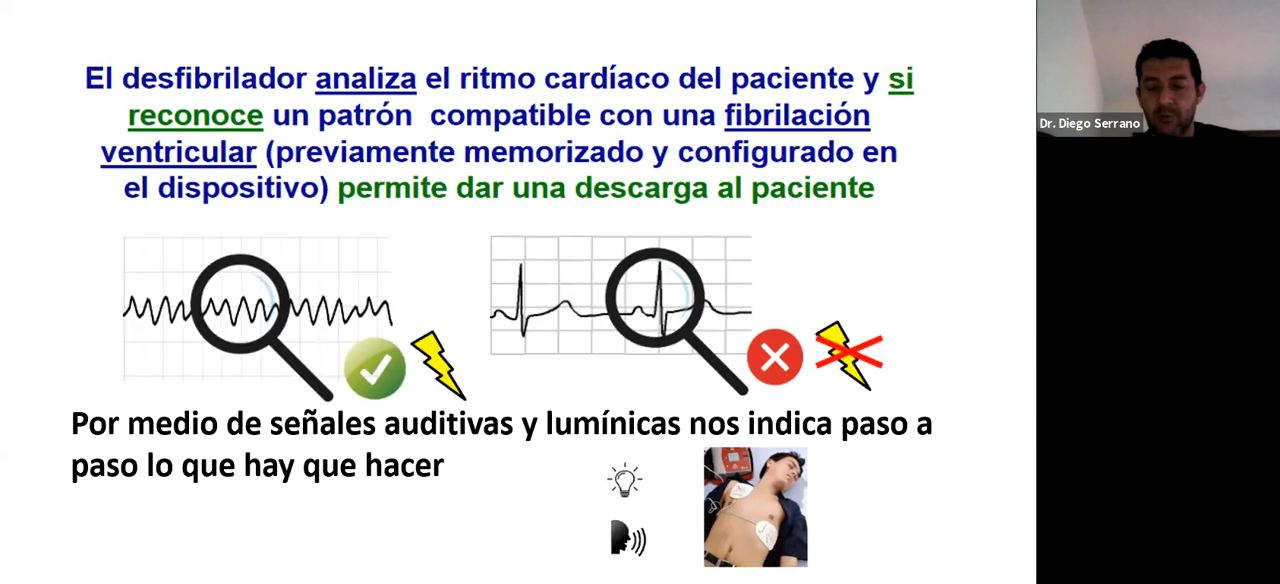 El desfibrilador analiza el ritmo cardíaco del paciente y si
reconoce un patrón compatible con una fibrilación
ventricular (previamente memorizado y configurado en
el dispositivo) permite dar una descarga al paciente
Dr. Diego Serrano
Por medio de señales auditivas y lumínicas nos indica paso a
paso lo que hay que hacer